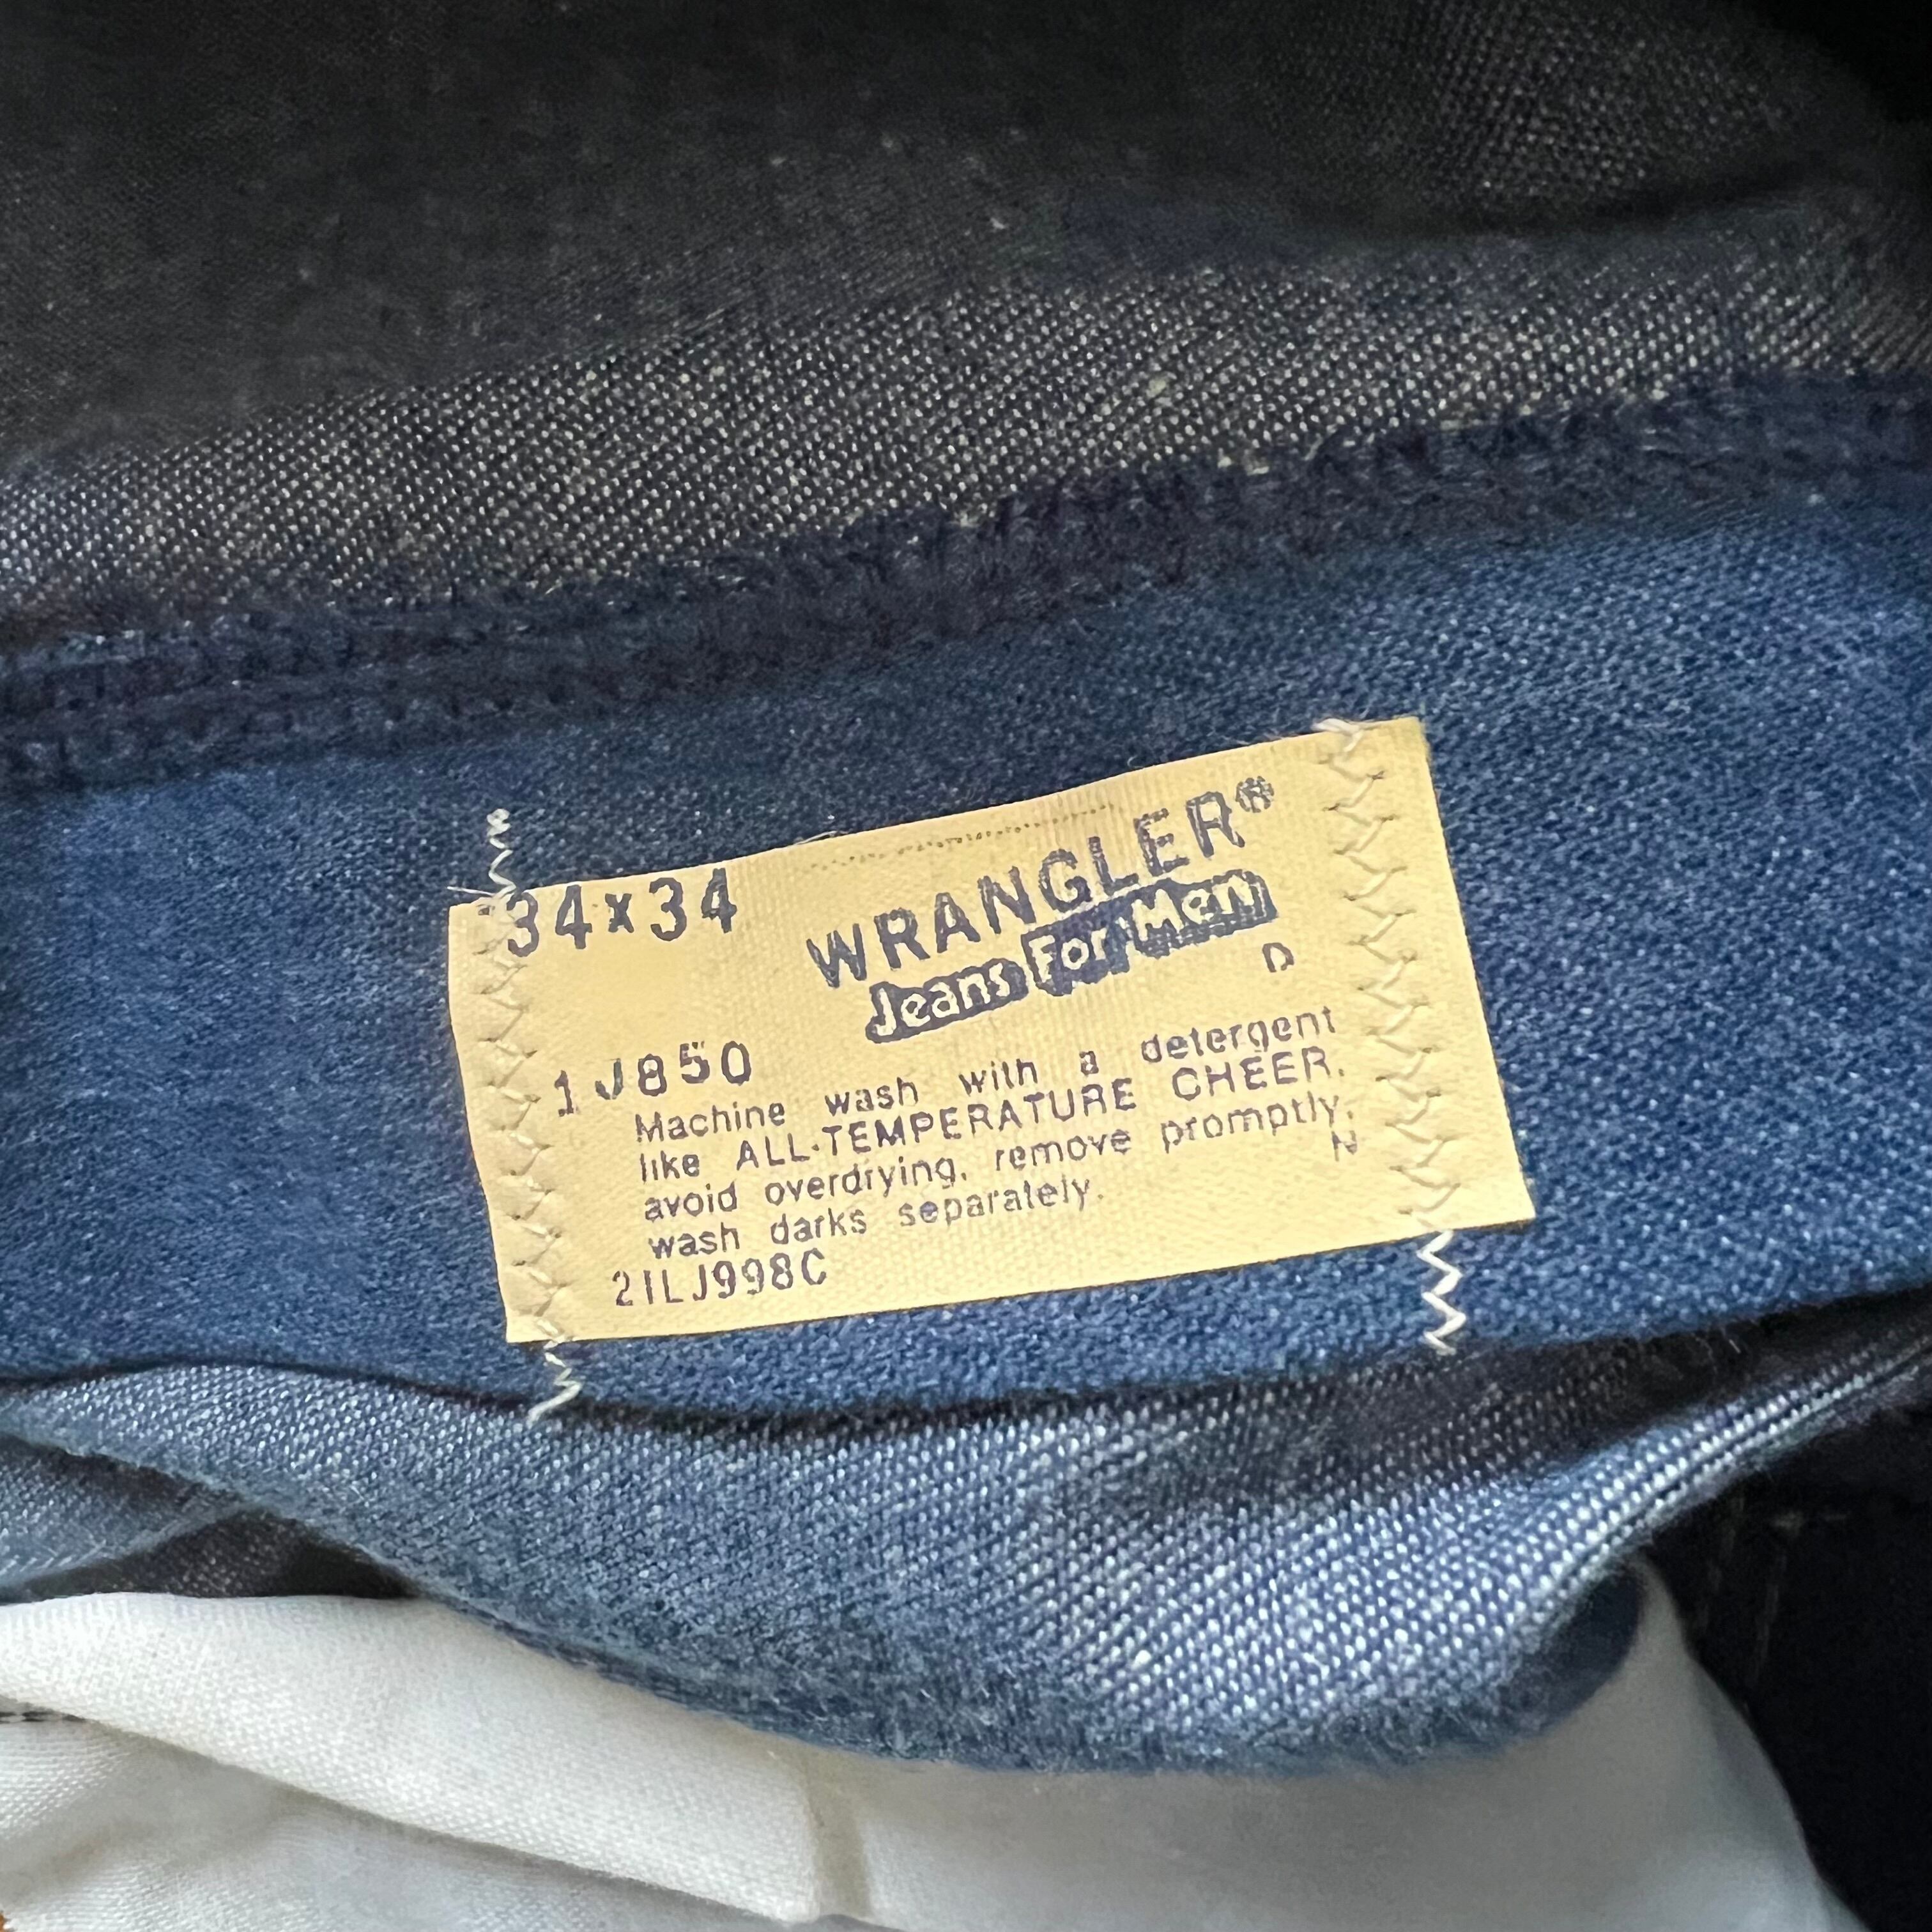 34x34
WRANGLER®
Jeans For Men
D
1J850
Machine wash with a detergent
like ALL-TEMPERATURE CHEER.
avoid overdrying. remove promptly.
N
wash darks separately.
21LJ998C